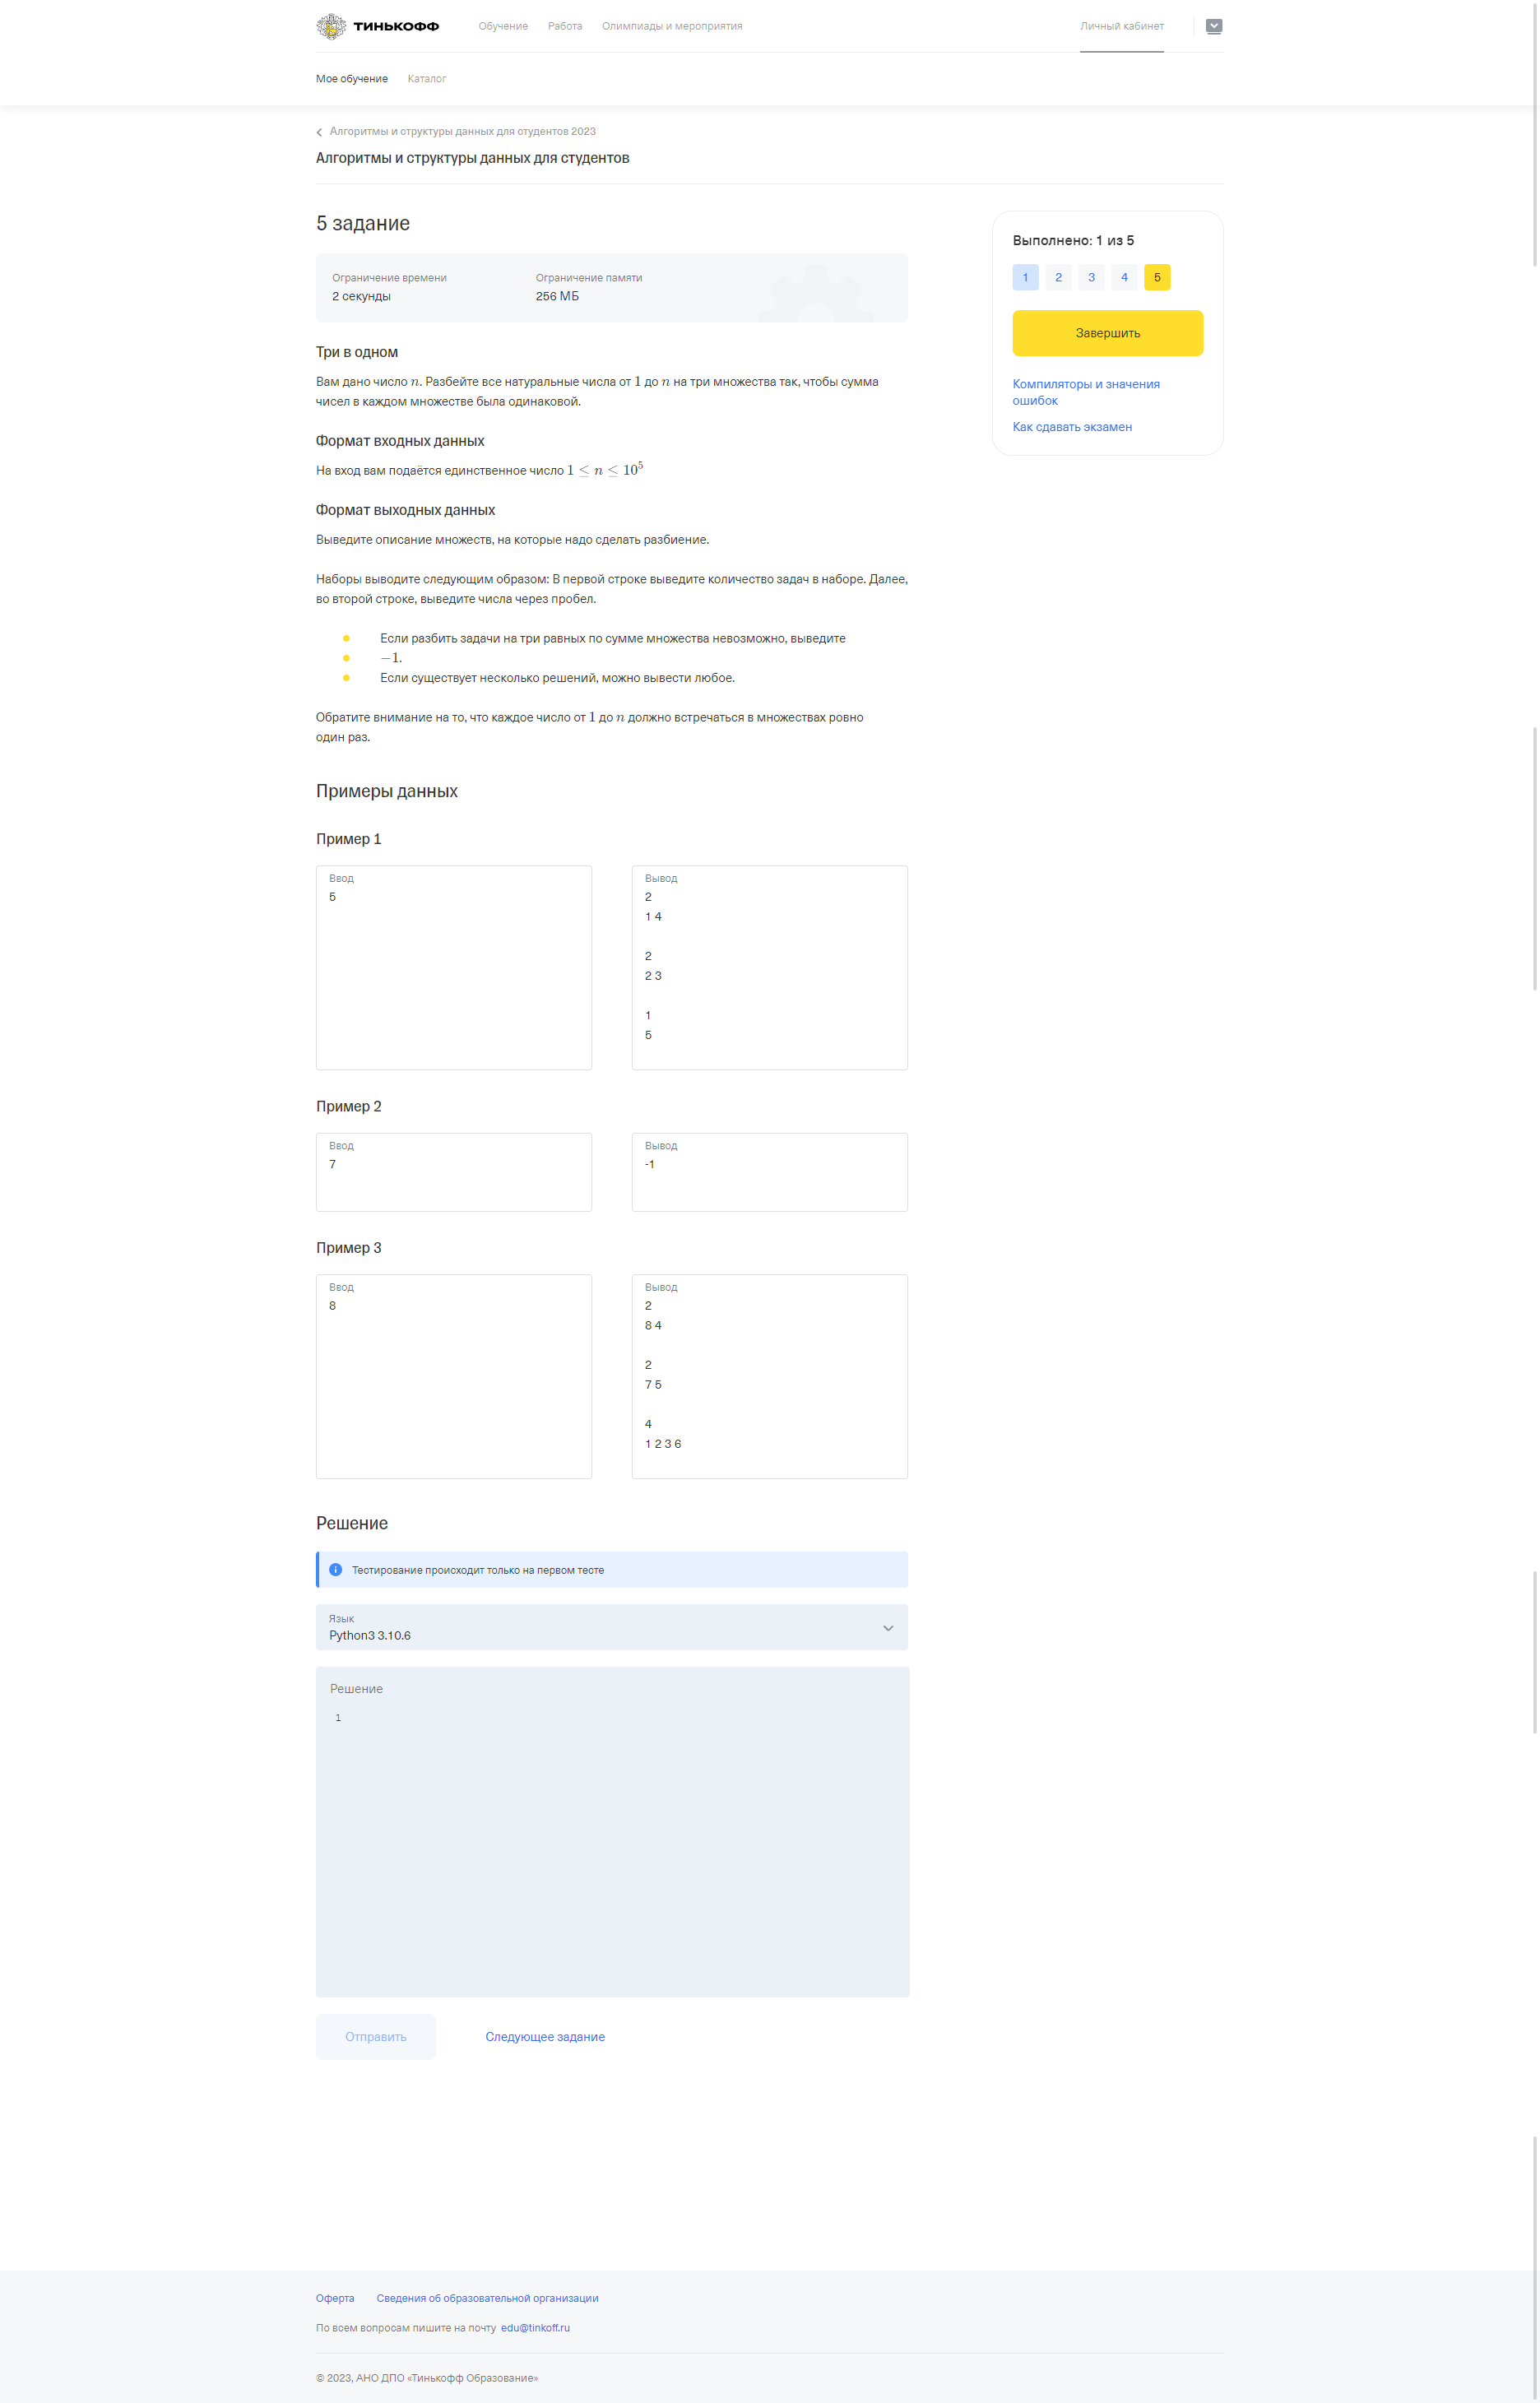 ТИНЬКОФФ
Обучение Работа Олимпиады и мероприятия Личный кабинет
Мое обучение Каталог
Алгоритмы и структуры данных для студентов 2023
Алгоритмы и структуры данных для студентов
5 задание
Ограничение времени Ограничение памяти
2 секунды 256 МБ
Выполнено: 1 из 5
1 2 3 4 5
Завершить
Компиляторы и значения
ошибок
Как сдавать экзамен
Три в одном
Вам дано число n. Разбейте все натуральные числа от 1 до n на три множества так, чтобы сумма
чисел в каждом множестве была одинаковой.
Формат входных данных
На вход вам подаётся единственное число 1 ≤ n ≤ 10⁵
Формат выходных данных
Выведите описание множеств, на которые надо сделать разбиение.
Наборы выводите следующим образом: В первой строке выведите количество задач в наборе. Далее,
во второй строке, выведите числа через пробел.
Если разбить задачи на три равных по сумме множества невозможно, выведите
−1.
Если существует несколько решений, можно вывести любое.
Обратите внимание на то, что каждое число от 1 до n должно встречаться в множествах ровно
один раз.
Примеры данных
Пример 1
Ввод
5
Вывод
2
1 4
2
2 3
1
5
Пример 2
Ввод
7
Вывод
-1
Пример 3
Ввод
8
Вывод
2
8 4
2
7 5
4
1 2 3 6
Решение
Тестирование происходит только на первом тесте
Язык
Python3 3.10.6
Решение
1
Отправить Следующее задание
Оферта Сведения об образовательной организации
По всем вопросам пишите на почту edu@tinkoff.ru
© 2023, АНО ДПО «Тинькофф Образование»